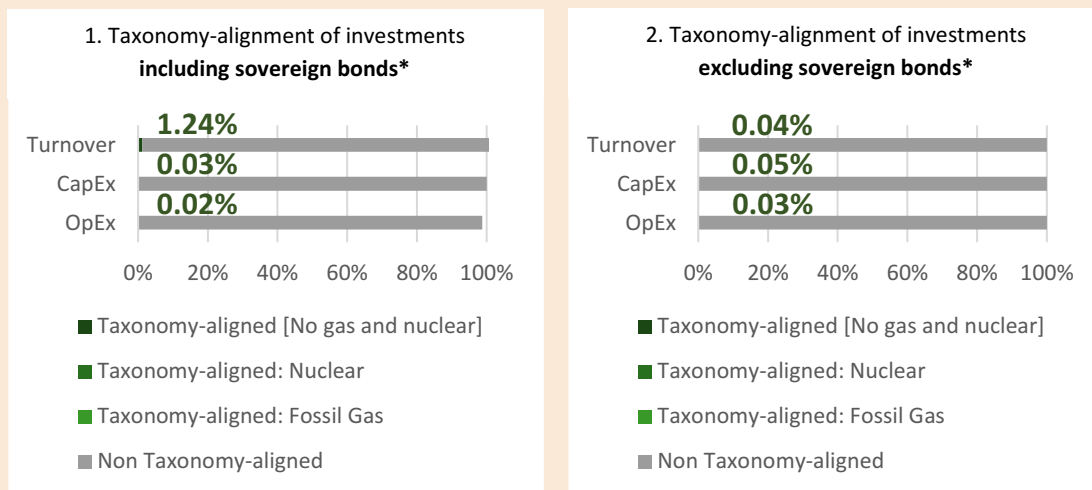 1. Taxonomy-alignment of investments
including sovereign bonds*
1.24%
Turnover
0.03%
CapEx
0.02%
OpEx
0% 20% 40% 60% 80% 100%
Taxonomy-aligned [No gas and nuclear]
Taxonomy-aligned: Nuclear
Taxonomy-aligned: Fossil Gas
Non Taxonomy-aligned
2. Taxonomy-alignment of investments
excluding sovereign bonds*
0.04%
Turnover
0.05%
CapEx
0.03%
OpEx
0% 20% 40% 60% 80% 100%
Taxonomy-aligned [No gas and nuclear]
Taxonomy-aligned: Nuclear
Taxonomy-aligned: Fossil Gas
Non Taxonomy-aligned